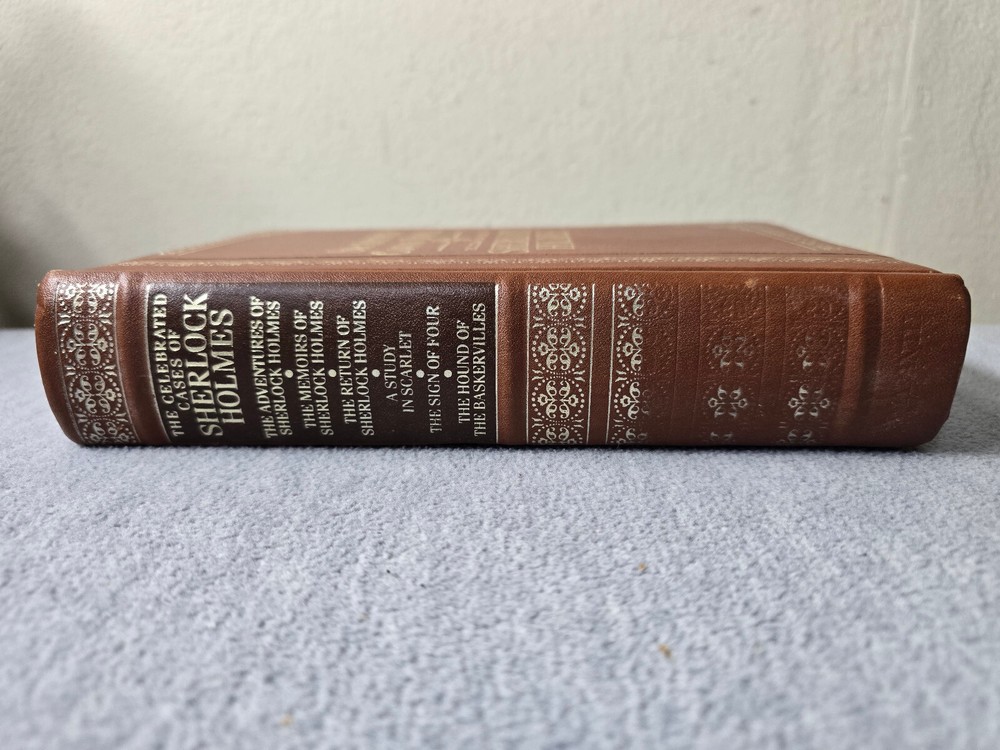 THE CELEBRATED
CASES OF
SHERLOCK
HOLMES
THE ADVENTURES OF
SHERLOCK HOLMES
•
THE MEMOIRS OF
SHERLOCK HOLMES
•
THE RETURN OF
SHERLOCK HOLMES
•
A STUDY
IN SCARLET
•
THE SIGN OF FOUR
•
THE HOUND OF
THE BASKERVILLES